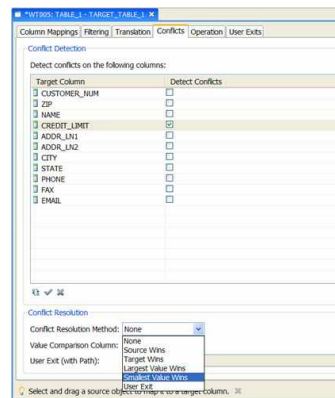 *WT005: TABLE_1 - TARGET_TABLE_1
Column Mappings Filtering Translation Conflicts Operation User Exits
Conflict Detection
Detect conflicts on the following columns:
Target Column Detect Conflicts
CUSTOMER_NUM
ZIP
NAME
CREDIT_LIMIT
ADDR_LN1
ADDR_LN2
CITY
STATE
PHONE
FAX
EMAIL
Conflict Resolution
Conflict Resolution Method: None
Value Comparison Column: None
Source Wins
User Exit (with Path): Target Wins
Largest Value Wins
Smallest Value Wins
User Exit
Select and drag a source object to map it to a target column.